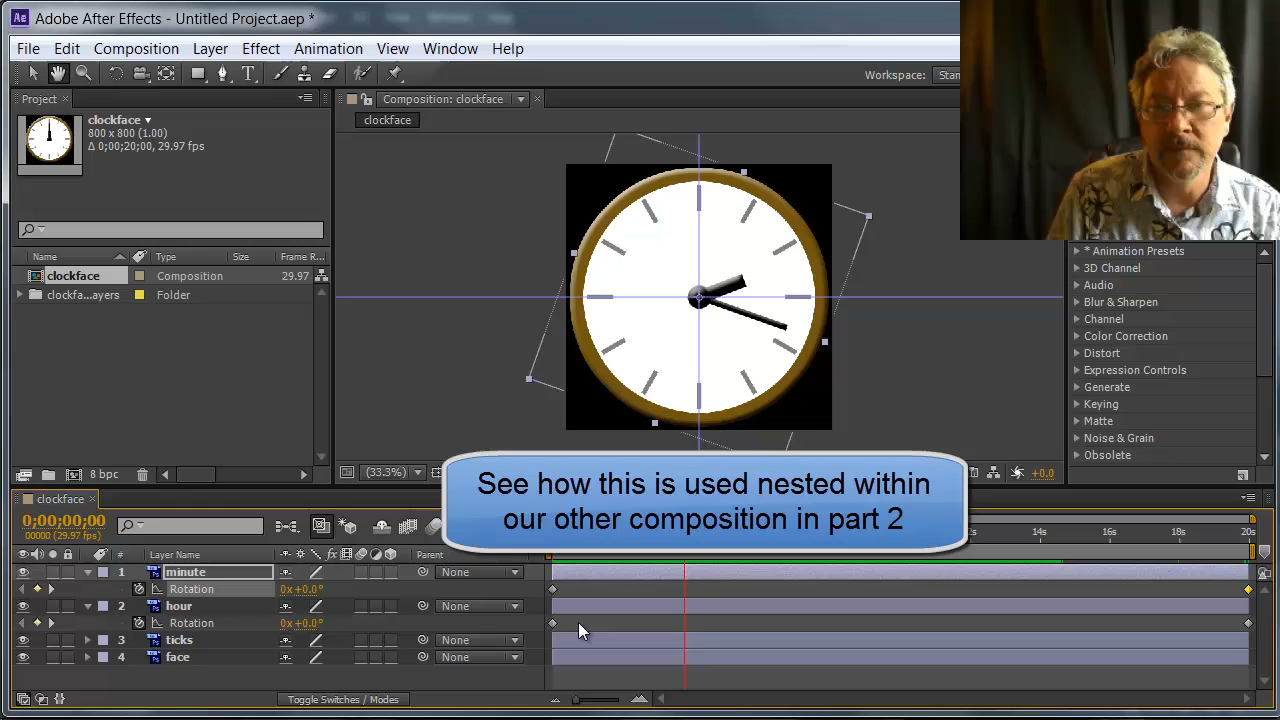 Ae Adobe After Effects - Untitled Project.aep *
File Edit Composition Layer Effect Animation View Window Help
Workspace: Stan
Project Composition: clockface
clockface
clockface
800 x 800 (1.00)
Δ 0;00;20;00, 29.97 fps
Name Type Size Frame R...
clockface Composition 29.97
clockfa...ayers Folder
8 bpc
(33.3%)
+0.0
* Animation Presets
3D Channel
Audio
Blur & Sharpen
Channel
Color Correction
Distort
Expression Controls
Generate
Keying
Matte
Noise & Grain
Obsolete
See how this is used nested within
our other composition in part 2
clockface
0;00;00;00
00000 (29.97 fps)
14s 16s 18s 20s
# Layer Name Parent
1 minute None
Rotation 0x+0.0°
2 hour None
Rotation 0x+0.0°
3 ticks None
4 face None
Toggle Switches / Modes